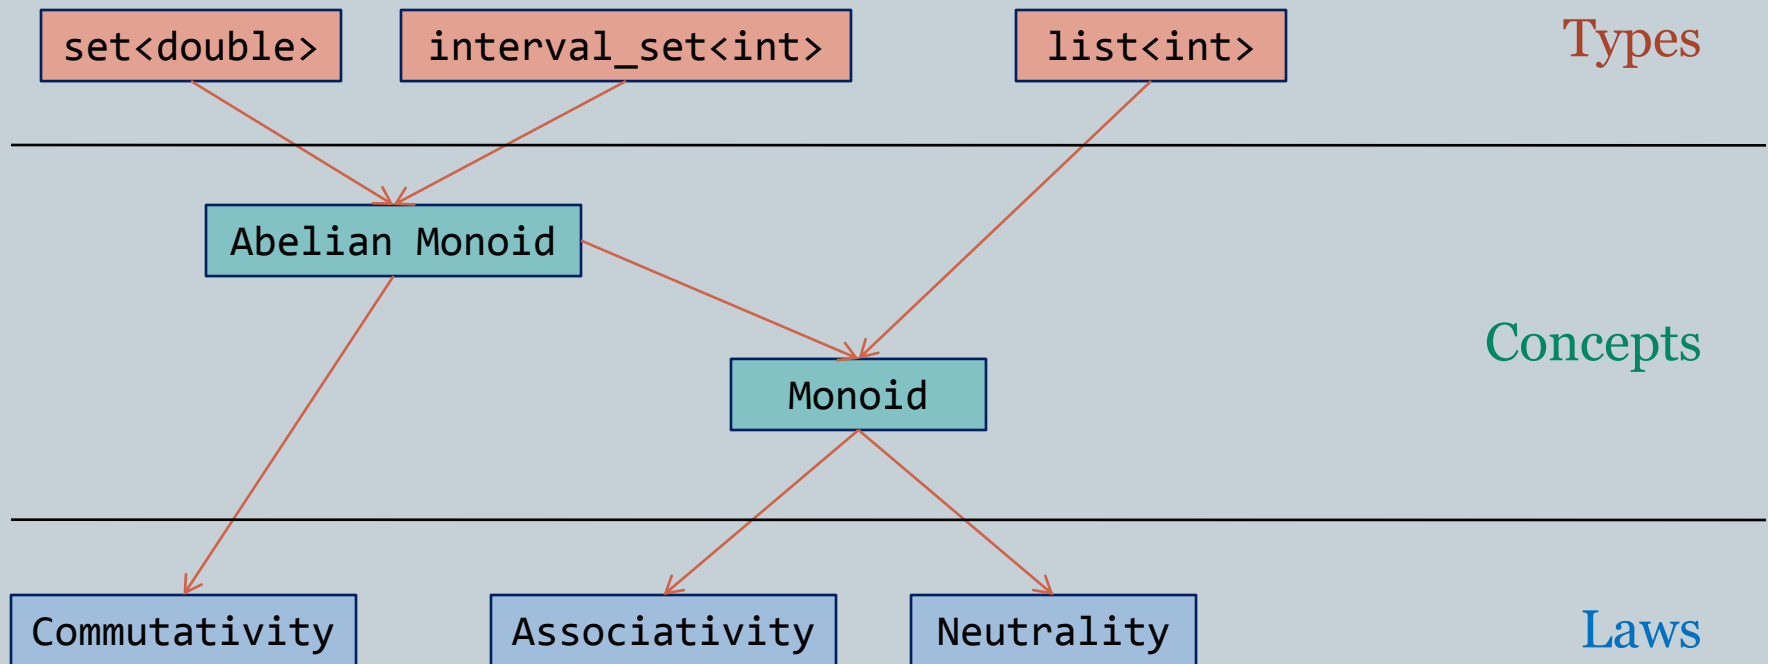 set<double>
interval_set<int>
list<int>
Types
Abelian Monoid
Concepts
Monoid
Commutativity
Associativity
Neutrality
Laws